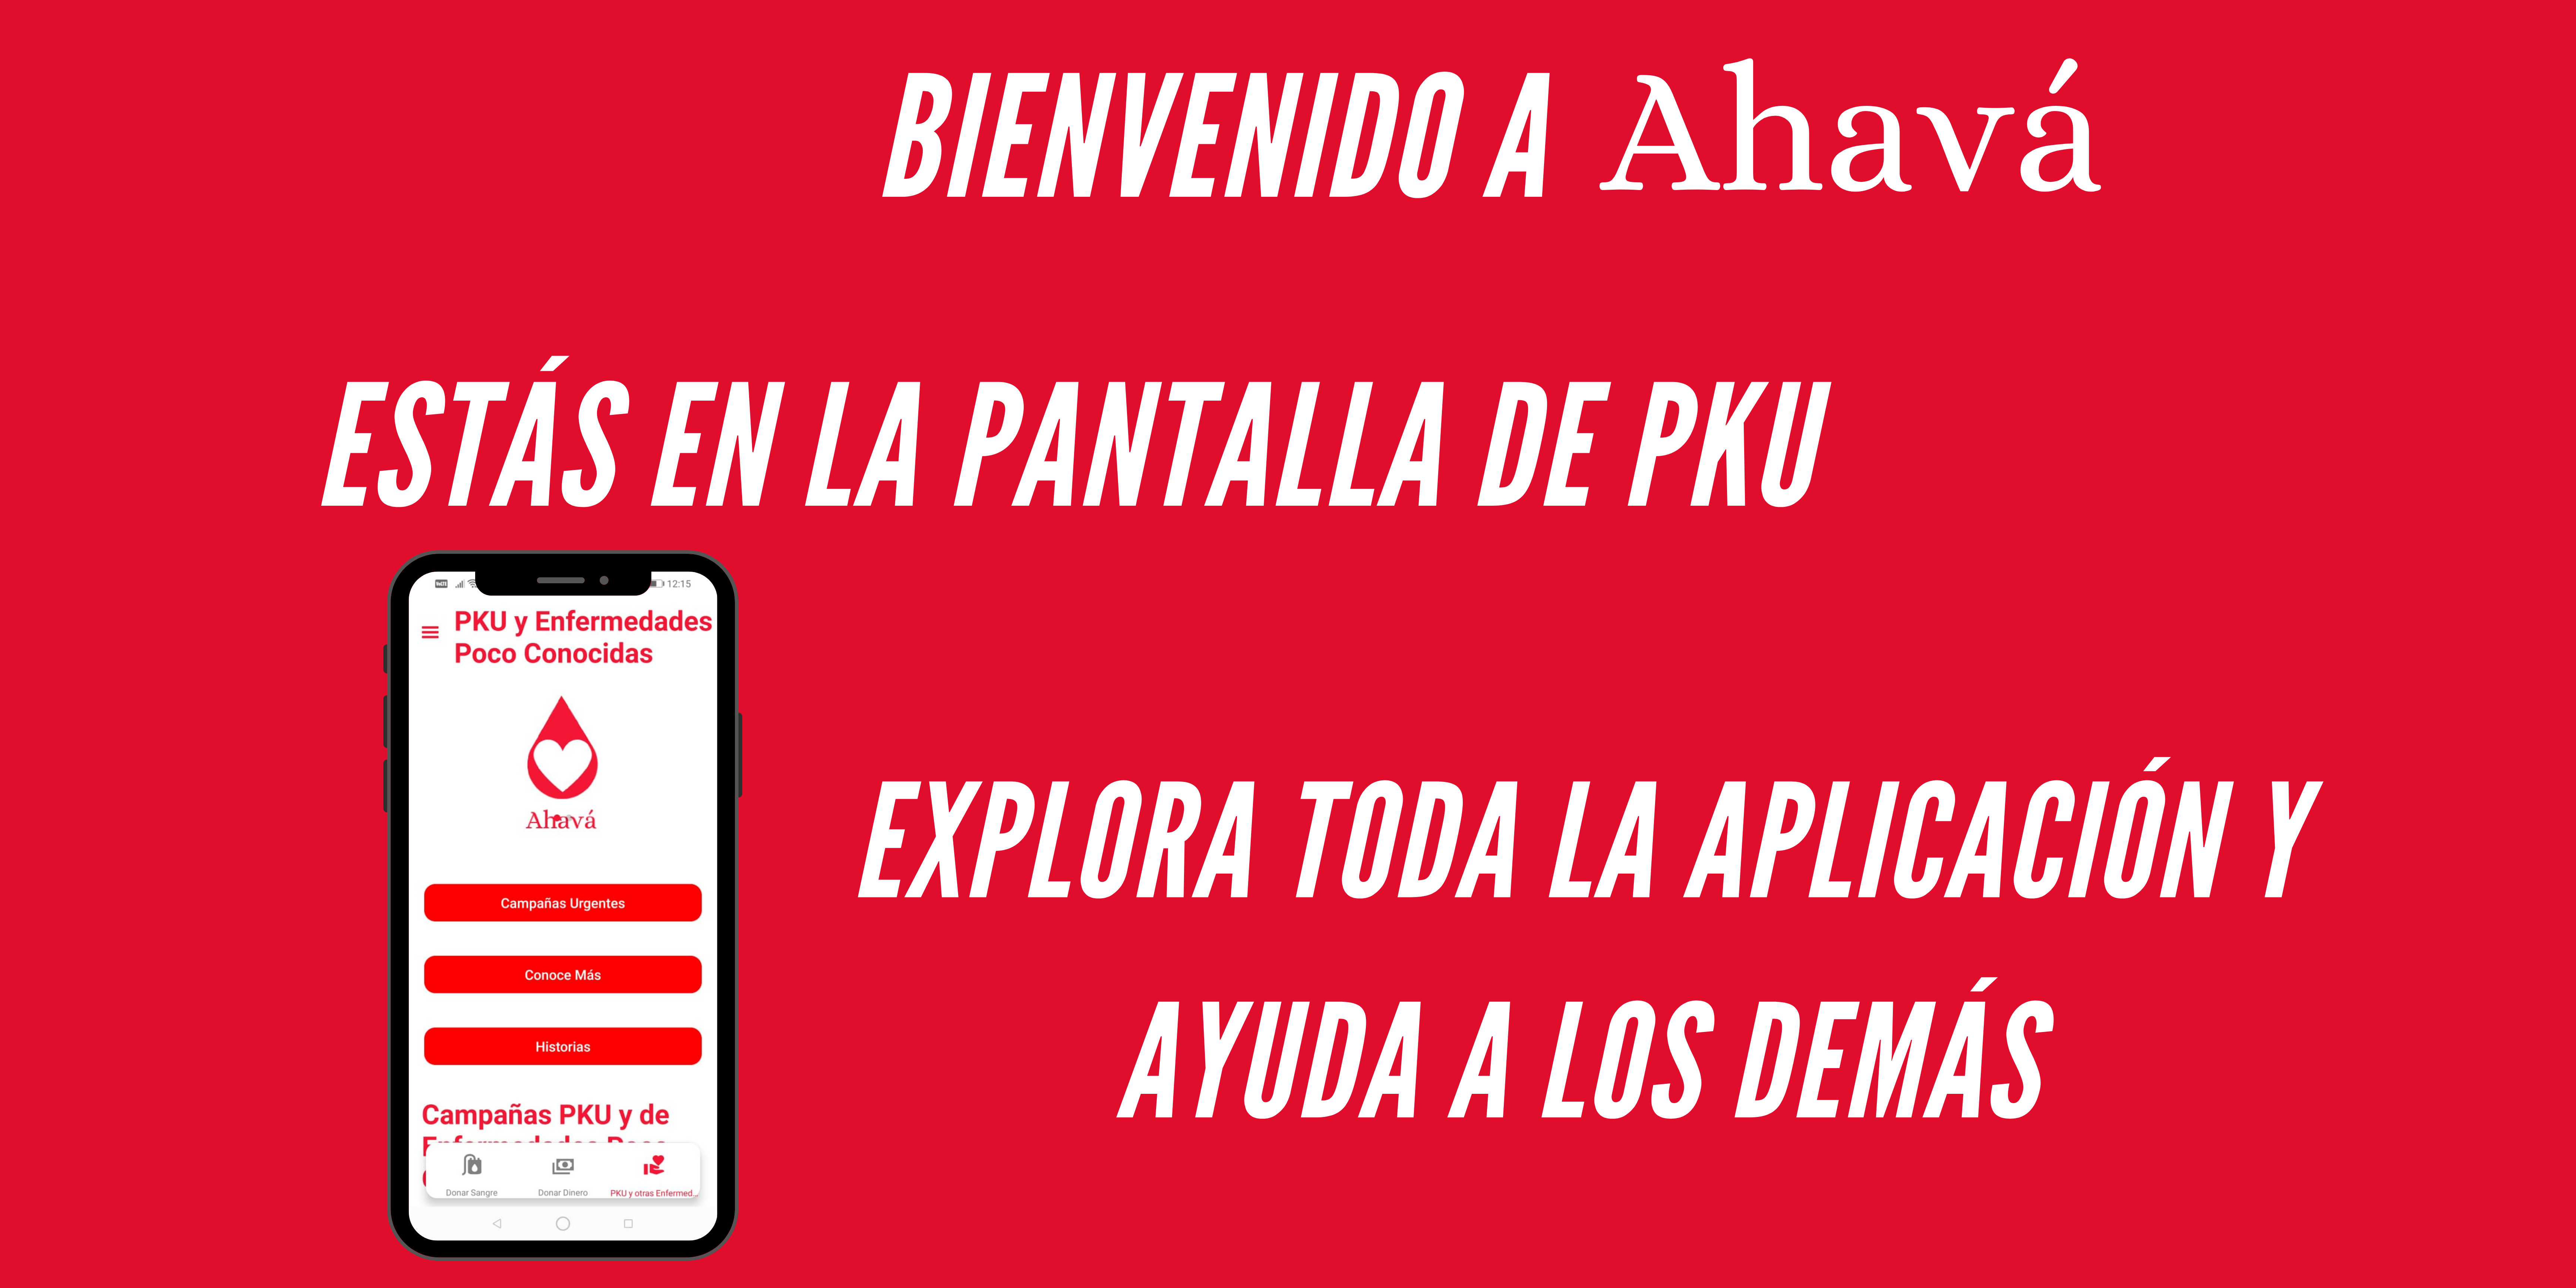 BIENVENIDO A Ahavá
ESTÁS EN LA PANTALLA DE PKU
12:15
PKU y Enfermedades
Poco Conocidas
Ahavá
Campañas Urgentes
Conoce Más
Historias
Campañas PKU y de
Donar Sangre
Donar Dinero
PKU y otras Enfermed...
EXPLORA TODA LA APLICACIÓN Y
AYUDA A LOS DEMÁS